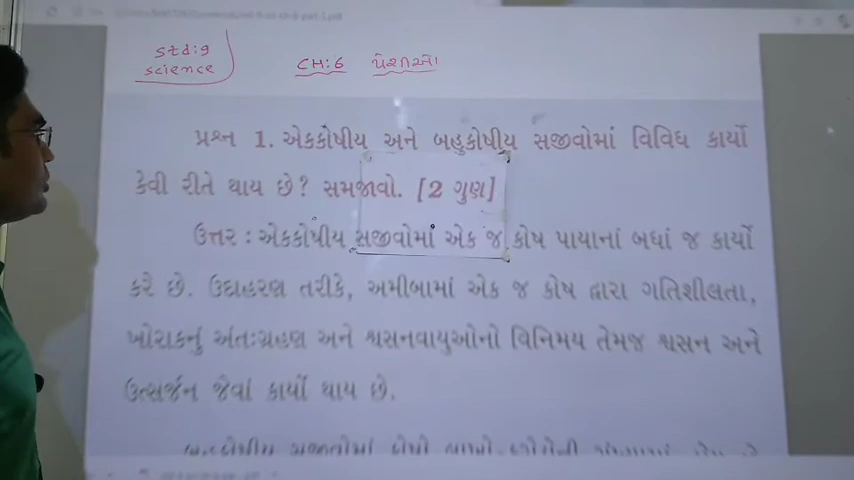 std:9
science
CH:6 પેશીઓ
પ્રશ્ન 1. એકકોષીય અને બહુકોષીય સજીવોમાં વિવિધ કાર્યો
કેવી રીતે થાય છે? સમજાવો. [2 ગુણ]
ઉત્તર : એકકોષીય સજીવોમાં એક જ કોષ પાયાનાં બધાં જ કાર્યો
કરે છે. ઉદાહરણ તરીકે, અમીબામાં એક જ કોષ દ્વારા ગતિશીલતા,
ખોરાકનું અંતઃગ્રહણ અને શ્વસનવાયુઓનો વિનિમય તેમજ શ્વસન અને
ઉત્સર્જન જેવાં કાર્યો થાય છે.